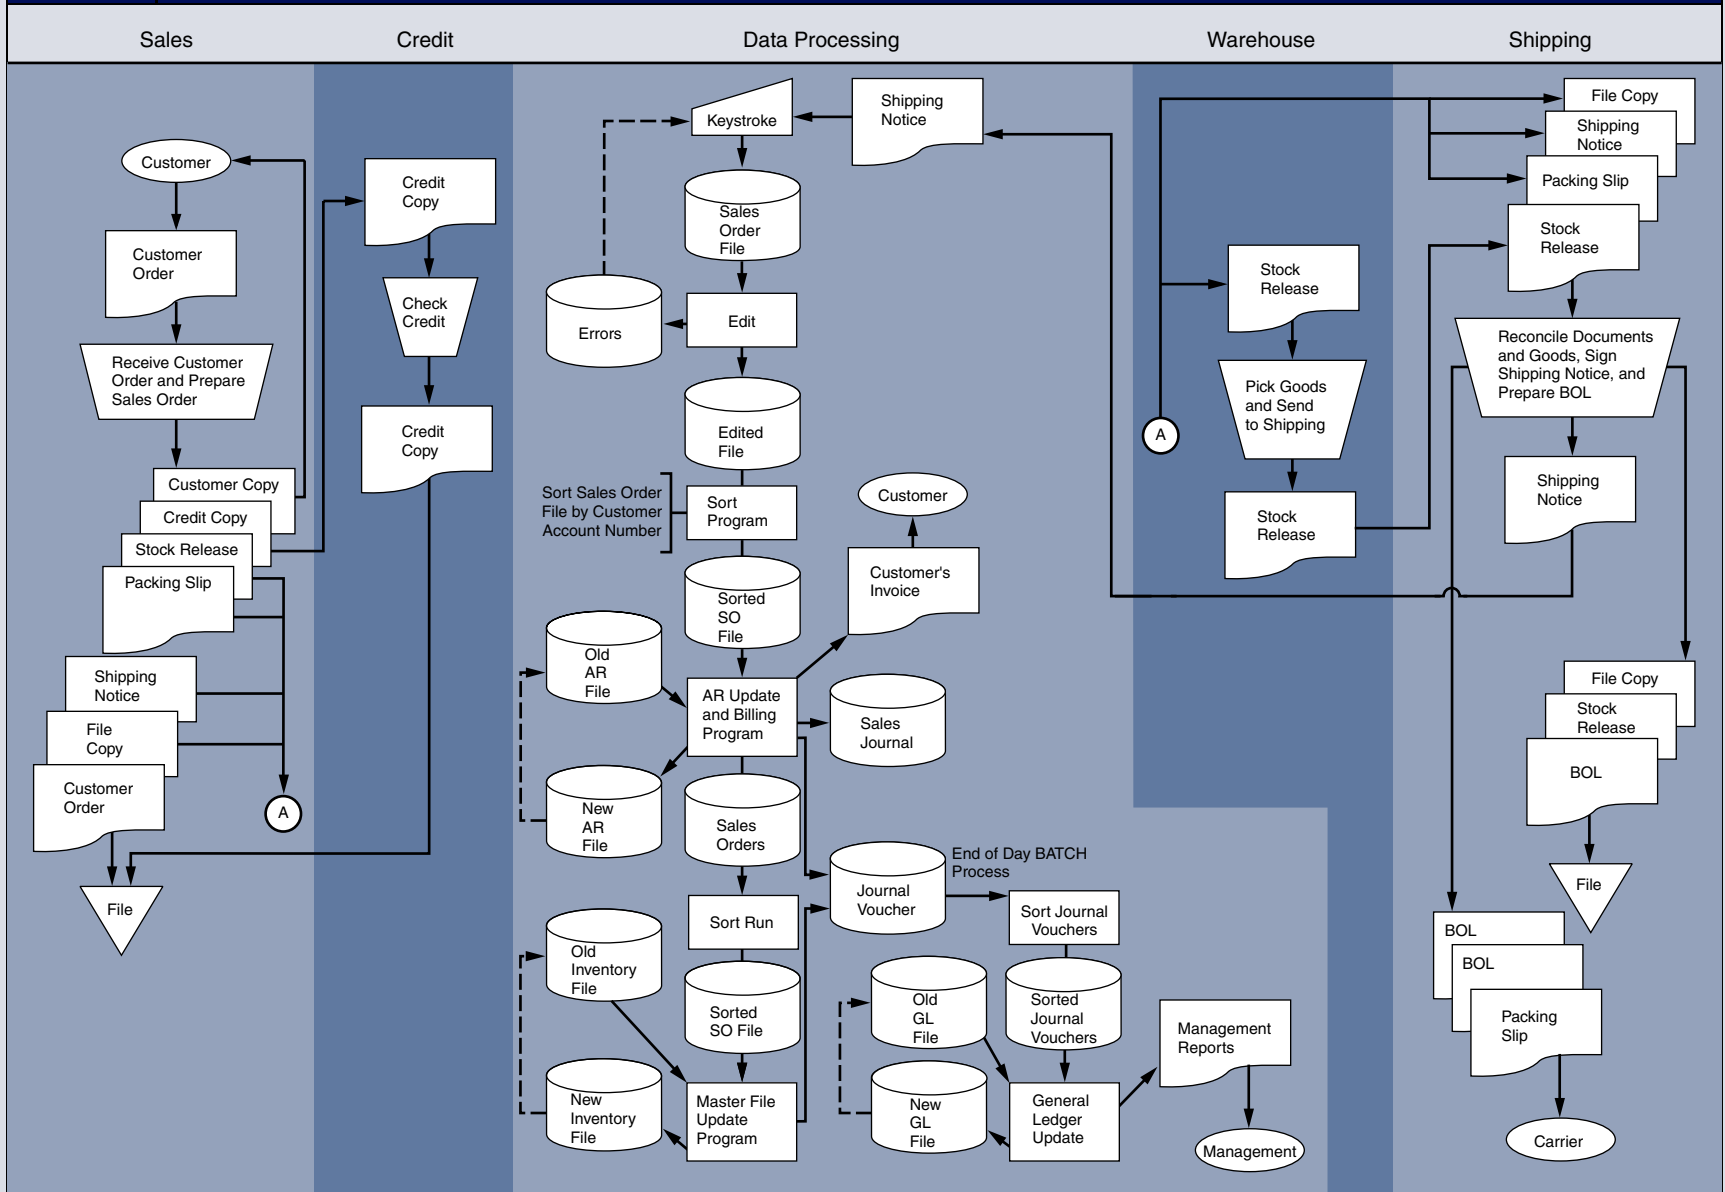 Sales
Credit
Data Processing
Warehouse
Shipping
Customer
Customer
Order
Receive Customer
Order and Prepare
Sales Order
Customer Copy
Credit Copy
Stock Release
Packing Slip
Shipping
Notice
File
Copy
Customer
Order
A
File
Credit
Copy
Check
Credit
Credit
Copy
Keystroke
Shipping
Notice
Sales
Order
File
Errors
Edit
Edited
File
Sort Sales Order
File by Customer
Account Number
Sort
Program
Customer
Sorted
SO
File
Customer's
Invoice
Old
AR
File
AR Update
and Billing
Program
Sales
Journal
New
AR
File
Sales
Orders
Journal
Voucher
End of Day BATCH
Process
Sort Run
Sort Journal
Vouchers
Old
Inventory
File
Sorted
SO File
Old
GL
File
Sorted
Journal
Vouchers
Management
Reports
New
Inventory
File
Master File
Update
Program
New
GL
File
General
Ledger
Update
Management
A
Stock
Release
Pick Goods
and Send
to Shipping
Stock
Release
File Copy
Shipping
Notice
Packing Slip
Stock
Release
Reconcile Documents
and Goods, Sign
Shipping Notice, and
Prepare BOL
Shipping
Notice
File Copy
Stock
Release
BOL
File
BOL
BOL
Packing
Slip
Carrier